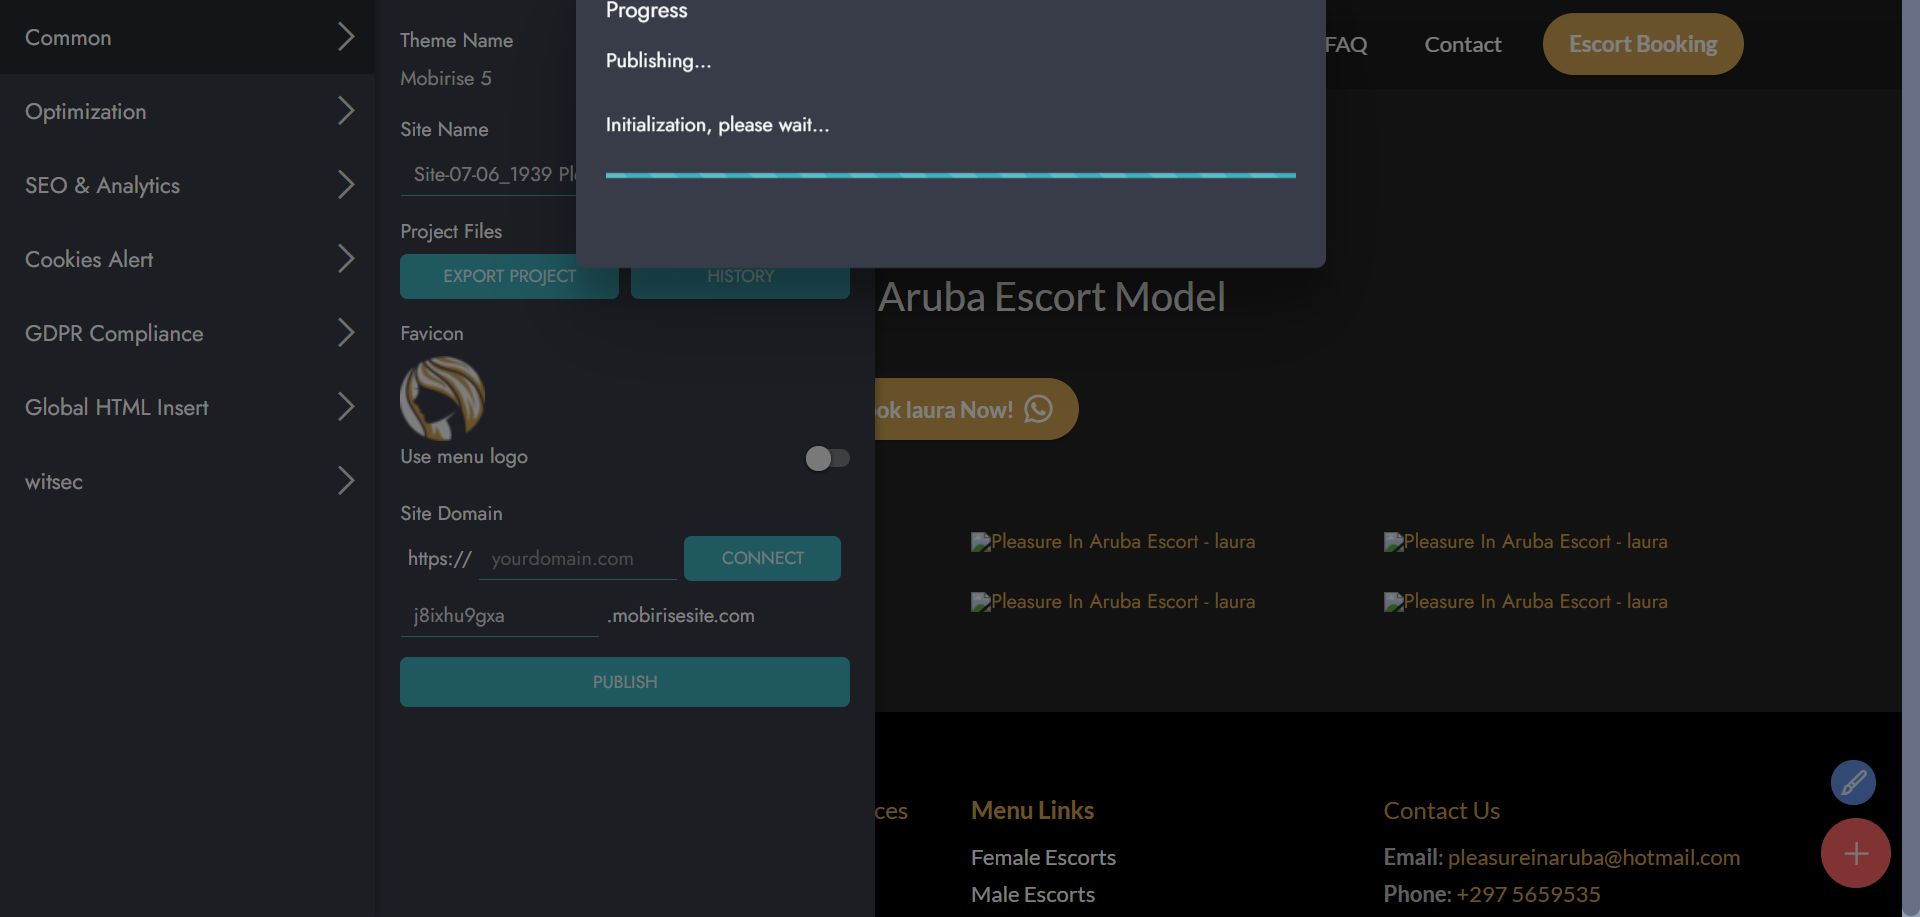 Common
Optimization
SEO & Analytics
Cookies Alert
GDPR Compliance
Global HTML Insert
witsec
Theme Name
Mobirise 5
Site Name
Site-07-06_1939
Project Files
EXPORT PROJECT
HISTORY
Favicon
Use menu logo
Site Domain
https://
yourdomain.com
CONNECT
j8ixhu9gxa
.mobirisesite.com
PUBLISH
Progress
Publishing...
Initialization, please wait...
FAQ
Contact
Escort Booking
Aruba Escort Model
laura Now!
Pleasure In Aruba Escort - laura
Pleasure In Aruba Escort - laura
Pleasure In Aruba Escort - laura
Pleasure In Aruba Escort - laura
Menu Links
Female Escorts
Male Escorts
Contact Us
Email: pleasureinaruba@hotmail.com
Phone: +297 5659535